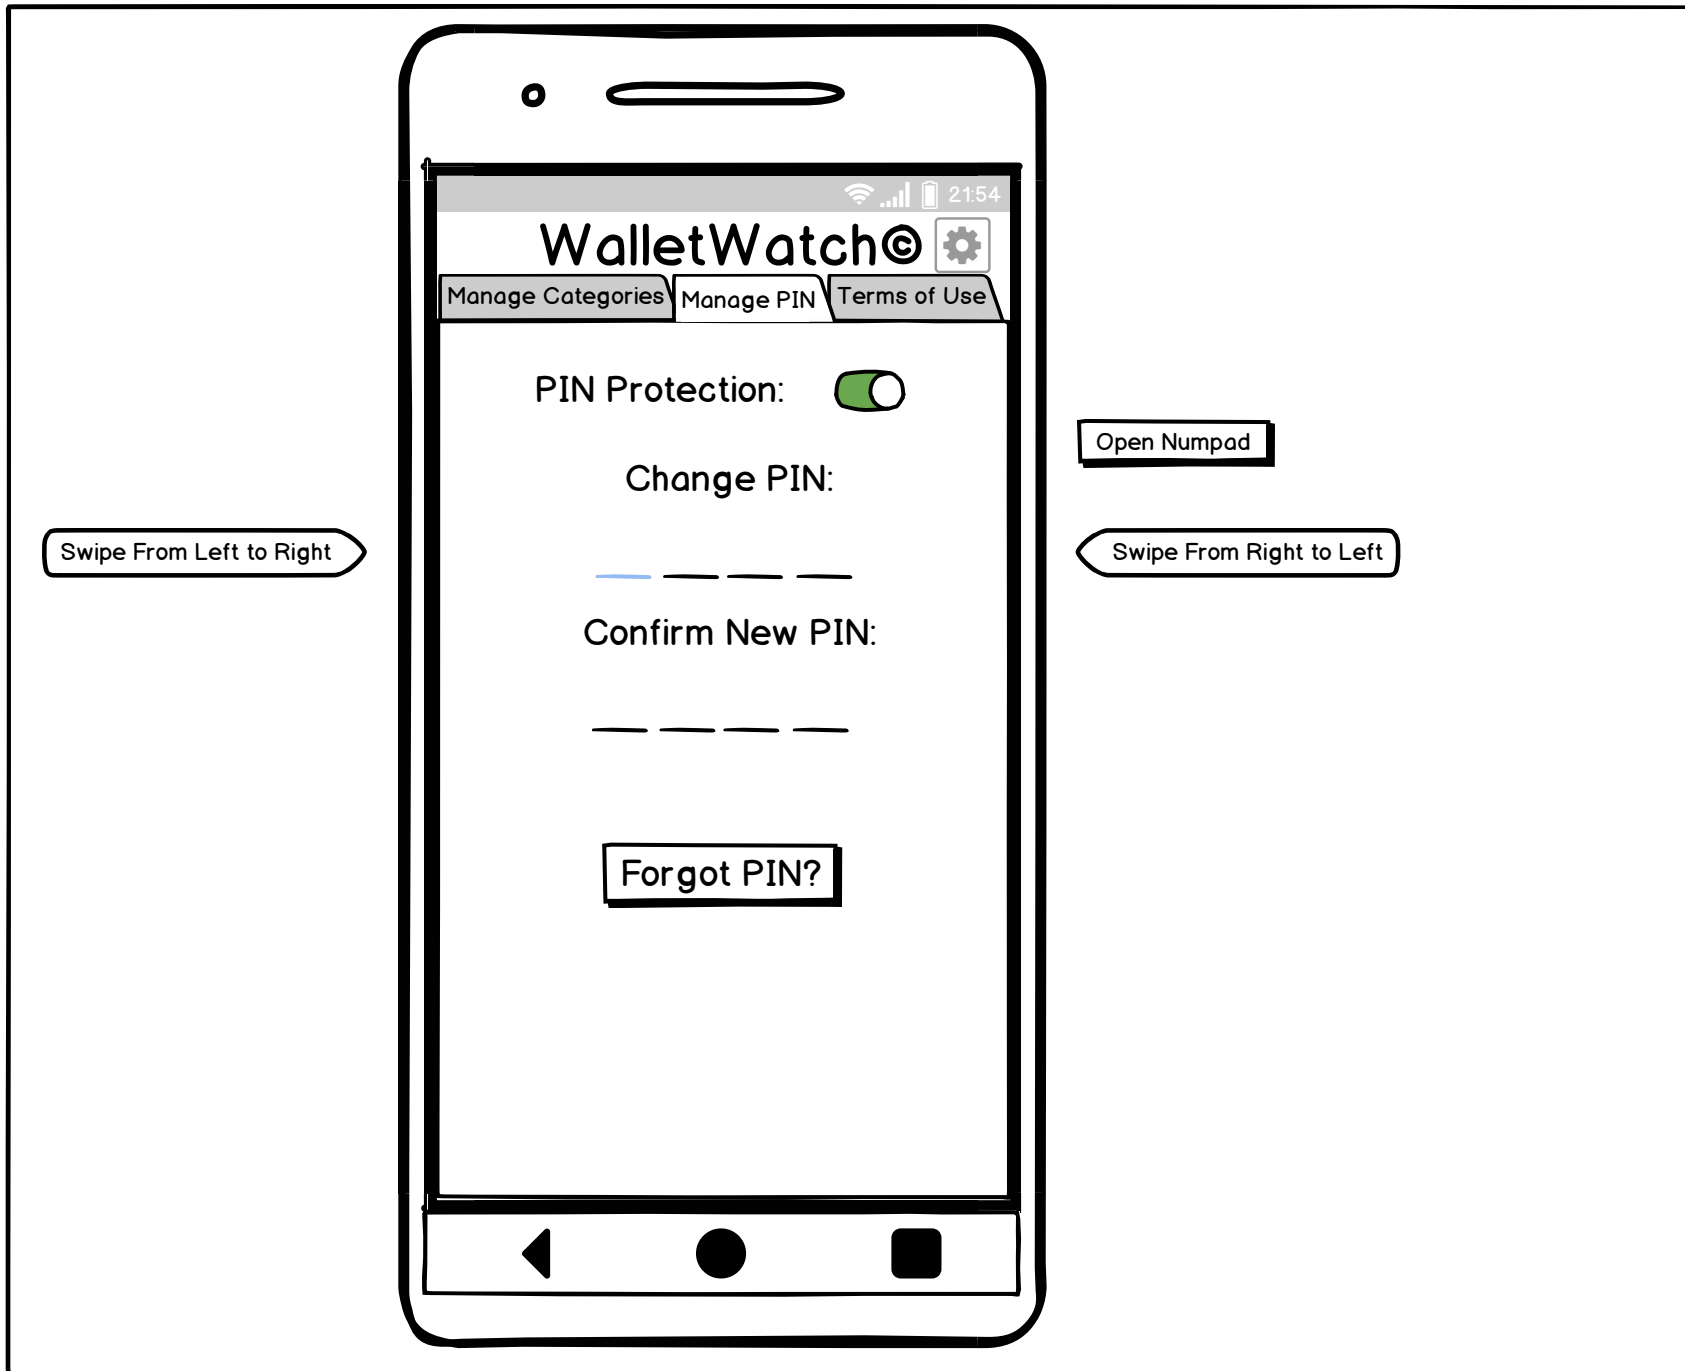 21:54
WalletWatch©
Manage Categories
Manage PIN
Terms of Use
PIN Protection:
Open Numpad
Change PIN:
Swipe From Left to Right
Swipe From Right to Left
Confirm New PIN:
Forgot PIN?